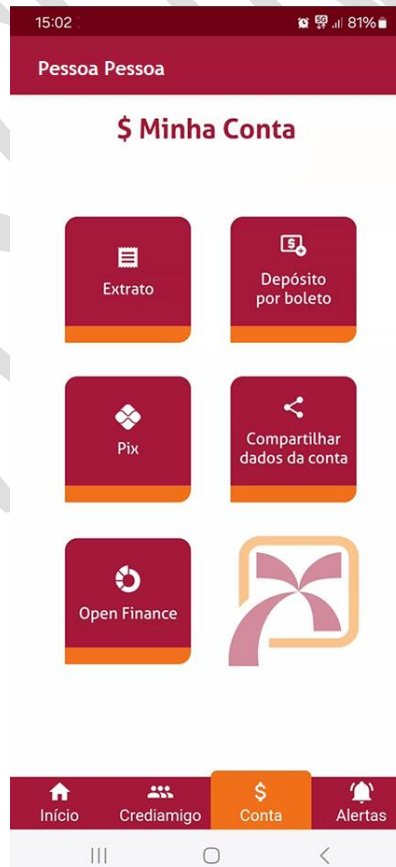 15:02
5G
81%
Pessoa Pessoa
$ Minha Conta
Extrato
Depósito
por boleto
Pix
Compartilhar
dados da conta
Open Finance
Início
Crediamigo
$
Conta
Alertas